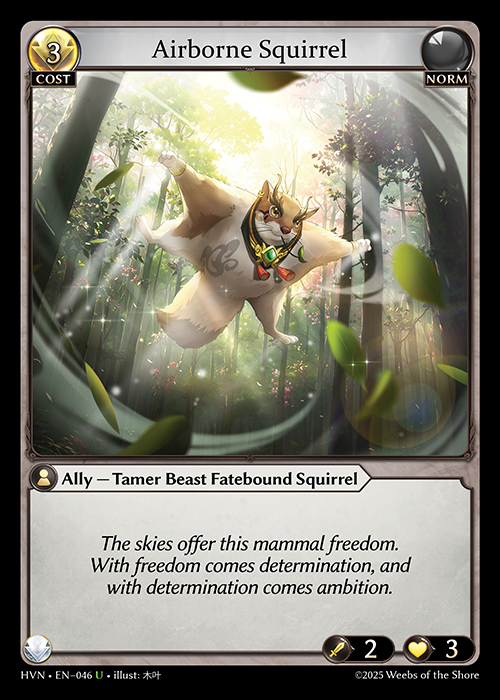 3
Airborne Squirrel
COST
NORM
Ally — Tamer Beast Fatebound Squirrel
The skies offer this mammal freedom.
With freedom comes determination, and
with determination comes ambition.
2
3
HVN • EN-046 U • illust: 木叶
©2025 Weebs of the Shore